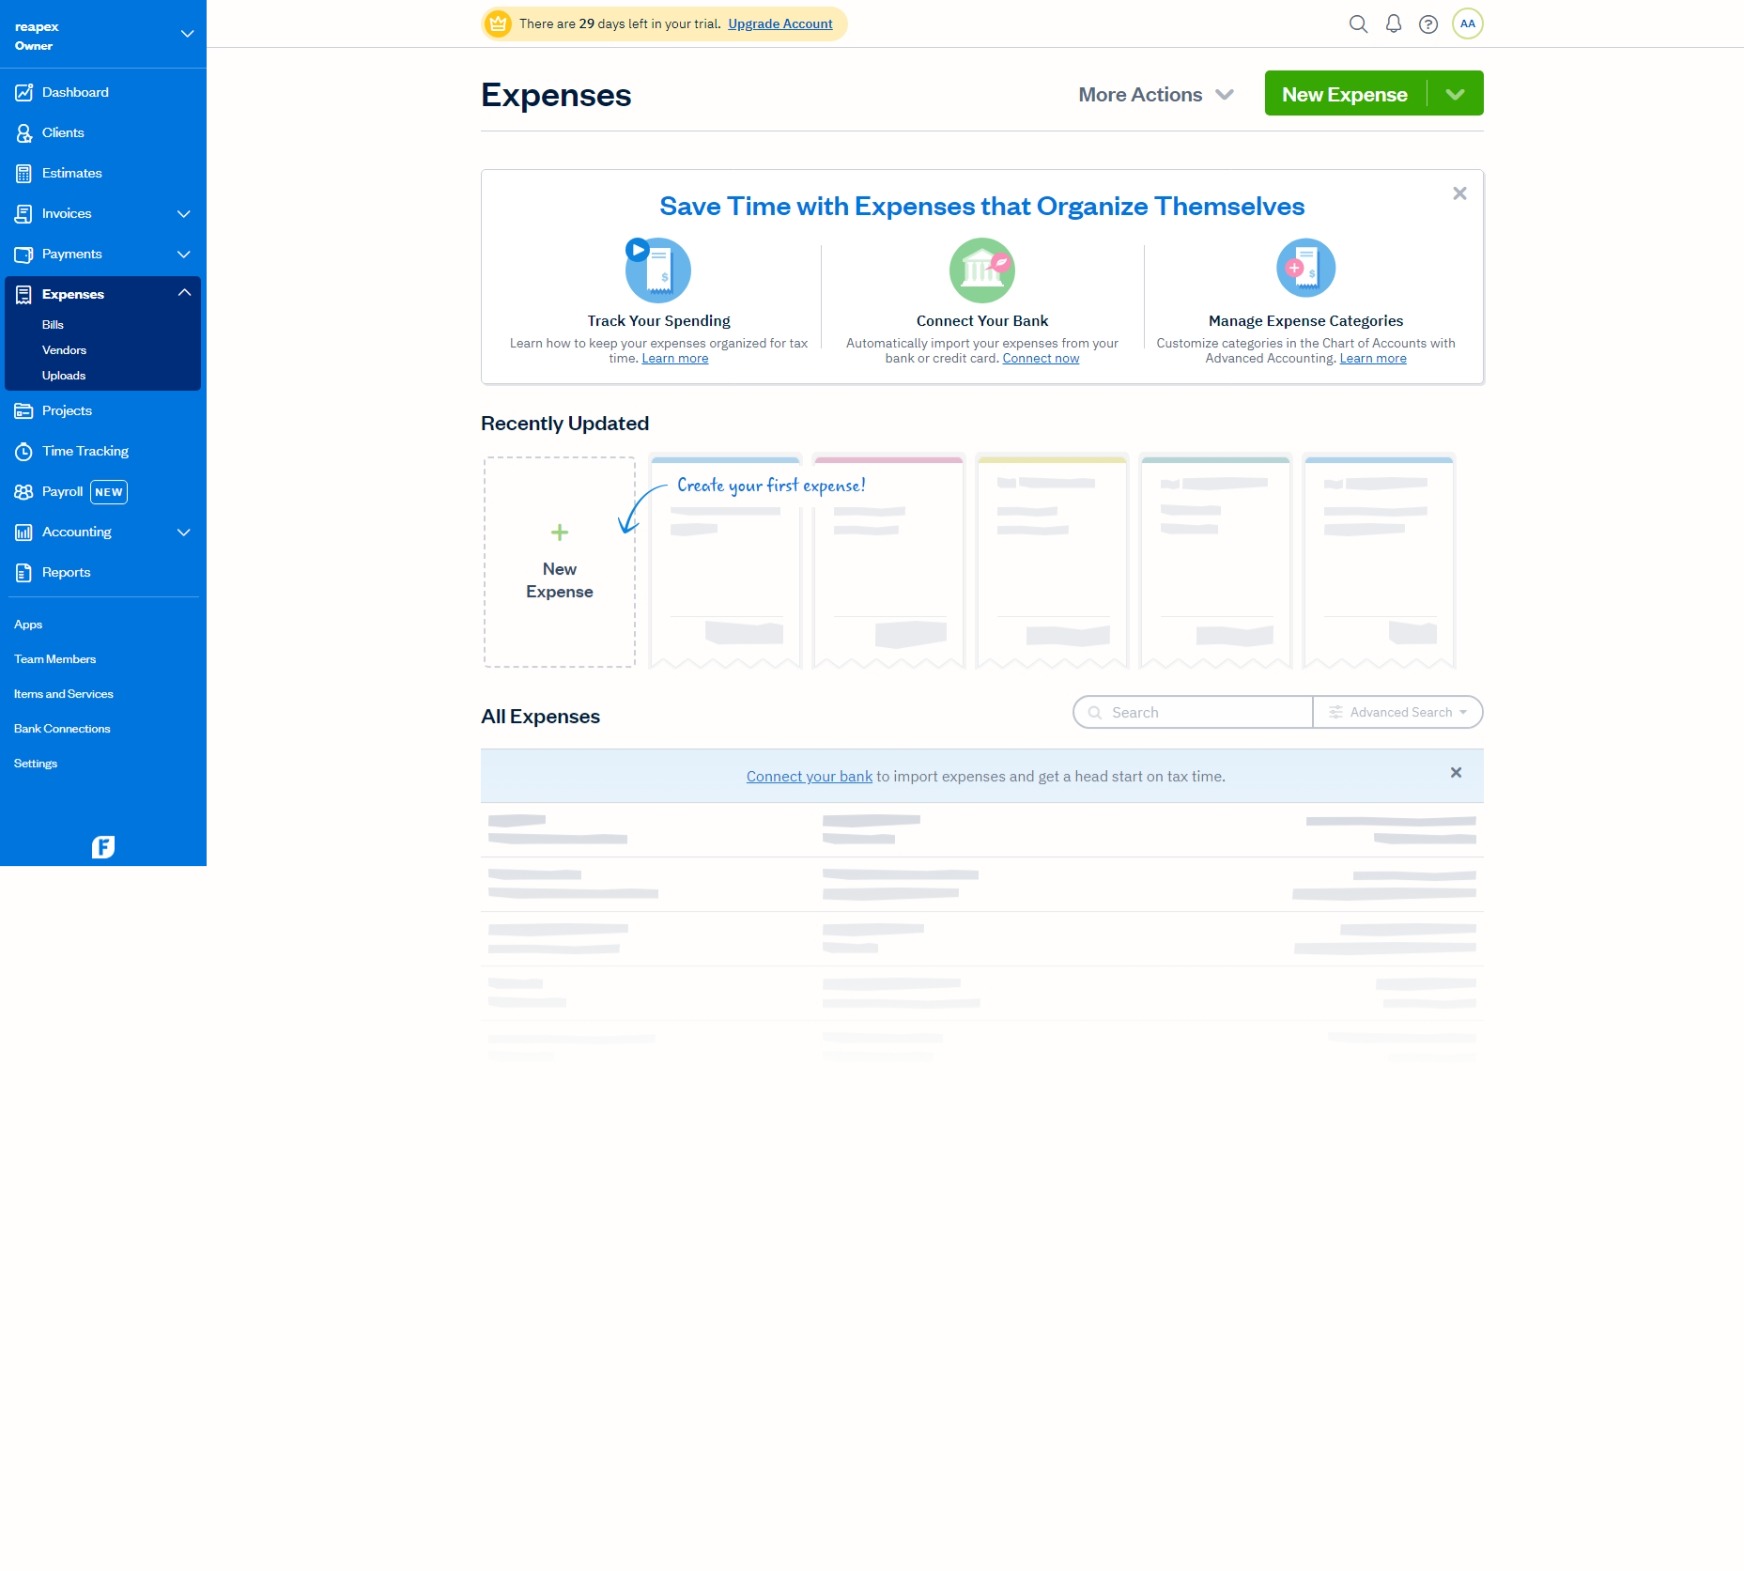 reapex
Owner
Dashboard
Clients
Estimates
Invoices
Payments
Expenses
Bills
Vendors
Uploads
Projects
Time Tracking
Payroll NEW
Accounting
Reports
Apps
Team Members
Items and Services
Bank Connections
Settings
F
There are 29 days left in your trial. Upgrade Account
AA
Expenses
More Actions
New Expense
Save Time with Expenses that Organize Themselves
Track Your Spending
Learn how to keep your expenses organized for tax
time. Learn more
Connect Your Bank
Automatically import your expenses from your
bank or credit card. Connect now
Manage Expense Categories
Customize categories in the Chart of Accounts with
Advanced Accounting. Learn more
Recently Updated
Create your first expense!
New
Expense
All Expenses
Search
Advanced Search
Connect your bank to import expenses and get a head start on tax time.